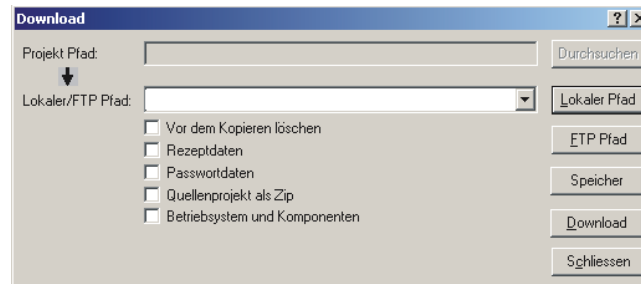 Download
Projekt Pfad:
Durchsuchen
Lokaler/FTP Pfad:
Lokaler Pfad
Vor dem Kopieren löschen
FTP Pfad
Rezeptdaten
Passwortdaten
Speicher
Quellenprojekt als Zip
Betriebsystem und Komponenten
Download
Schliessen